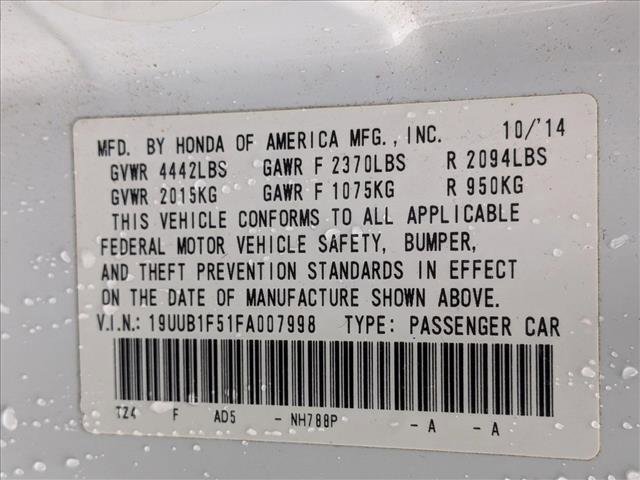 MFD. BY HONDA OF AMERICA MFG., INC. 10/'14
GVWR 4442LBS GAWR F 2370LBS R 2094LBS
GVWR 2015KG GAWR F 1075KG R 950KG
THIS VEHICLE CONFORMS TO ALL APPLICABLE
FEDERAL MOTOR VEHICLE SAFETY, BUMPER,
AND THEFT PREVENTION STANDARDS IN EFFECT
ON THE DATE OF MANUFACTURE SHOWN ABOVE.
V.I.N.: 19UUB1F51FA007998 TYPE: PASSENGER CAR
TZ4 F AD5 - NH788P - A - A